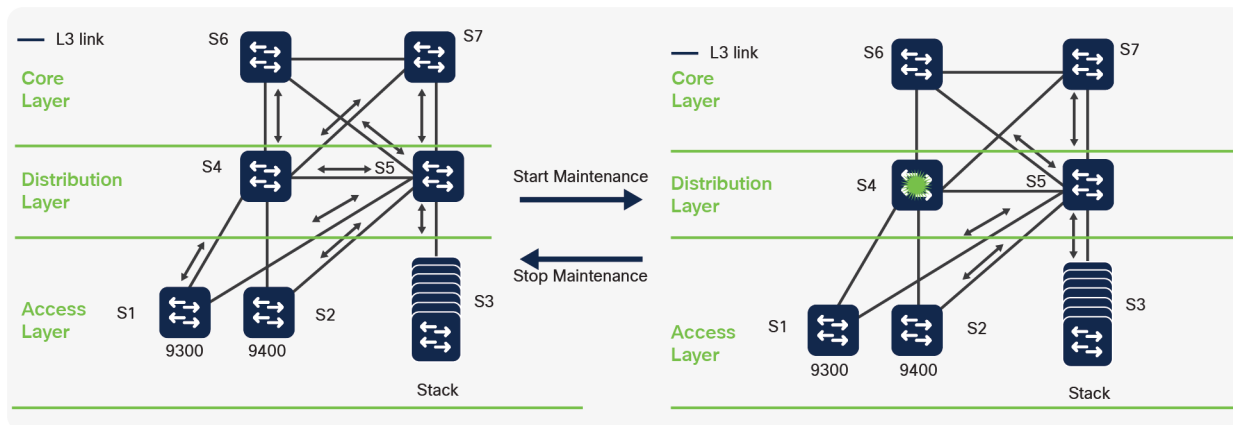 L3 link
S6
S7
Core
Layer
S4
S5
Distribution
Layer
Access
Layer
S1
S2
S3
9300
9400
Stack
Start Maintenance
Stop Maintenance
L3 link
S6
S7
Core
Layer
S4
S5
Distribution
Layer
Access
Layer
S1
S2
S3
9300
9400
Stack